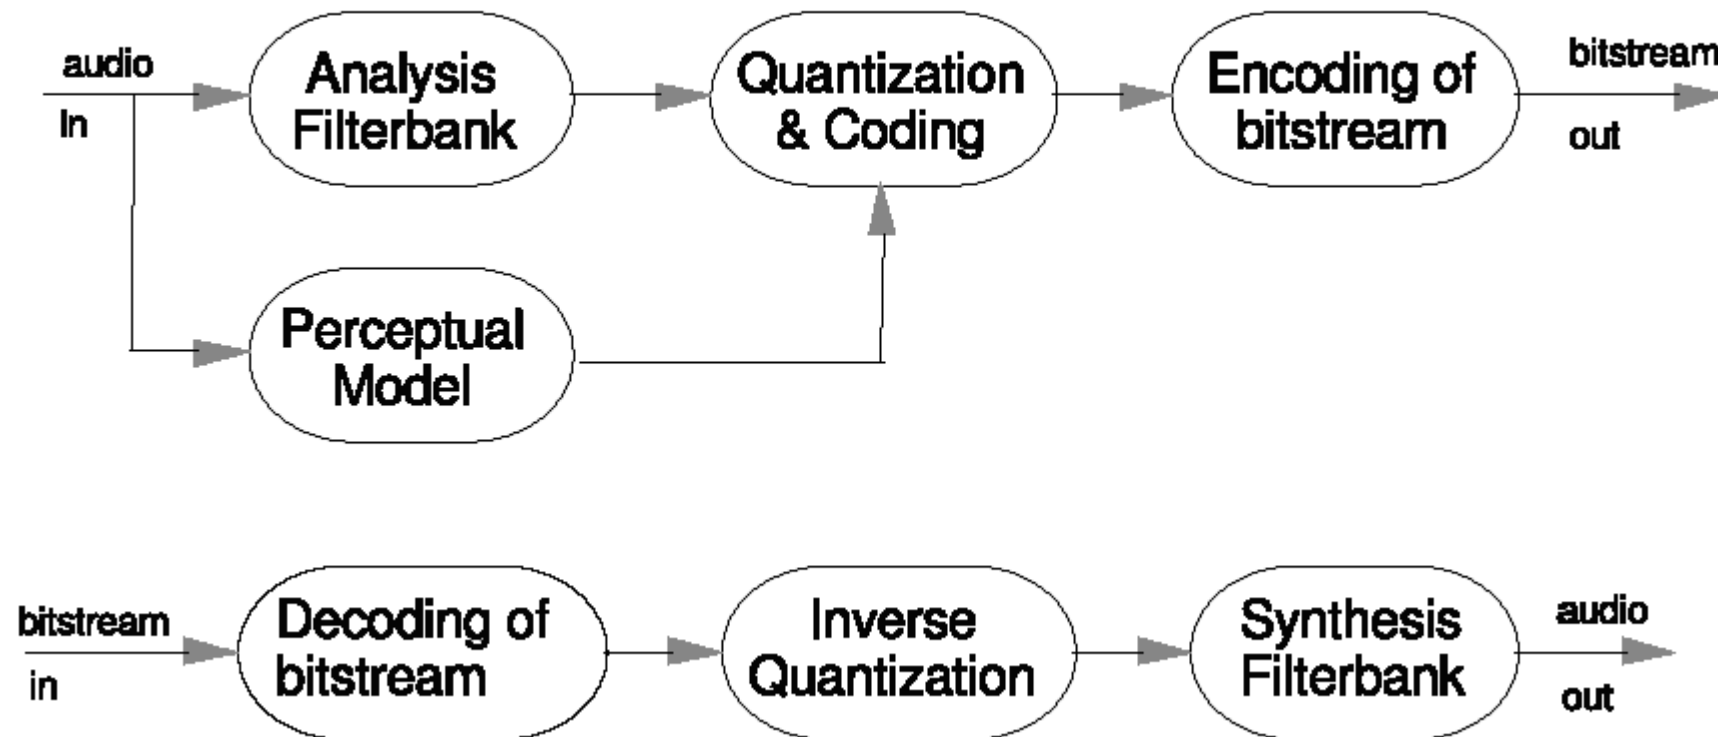 audio
in
Analysis
Filterbank
Quantization
& Coding
Encoding of
bitstream
bitstream
out
Perceptual
Model
bitstream
in
Decoding of
bitstream
Inverse
Quantization
Synthesis
Filterbank
audio
out